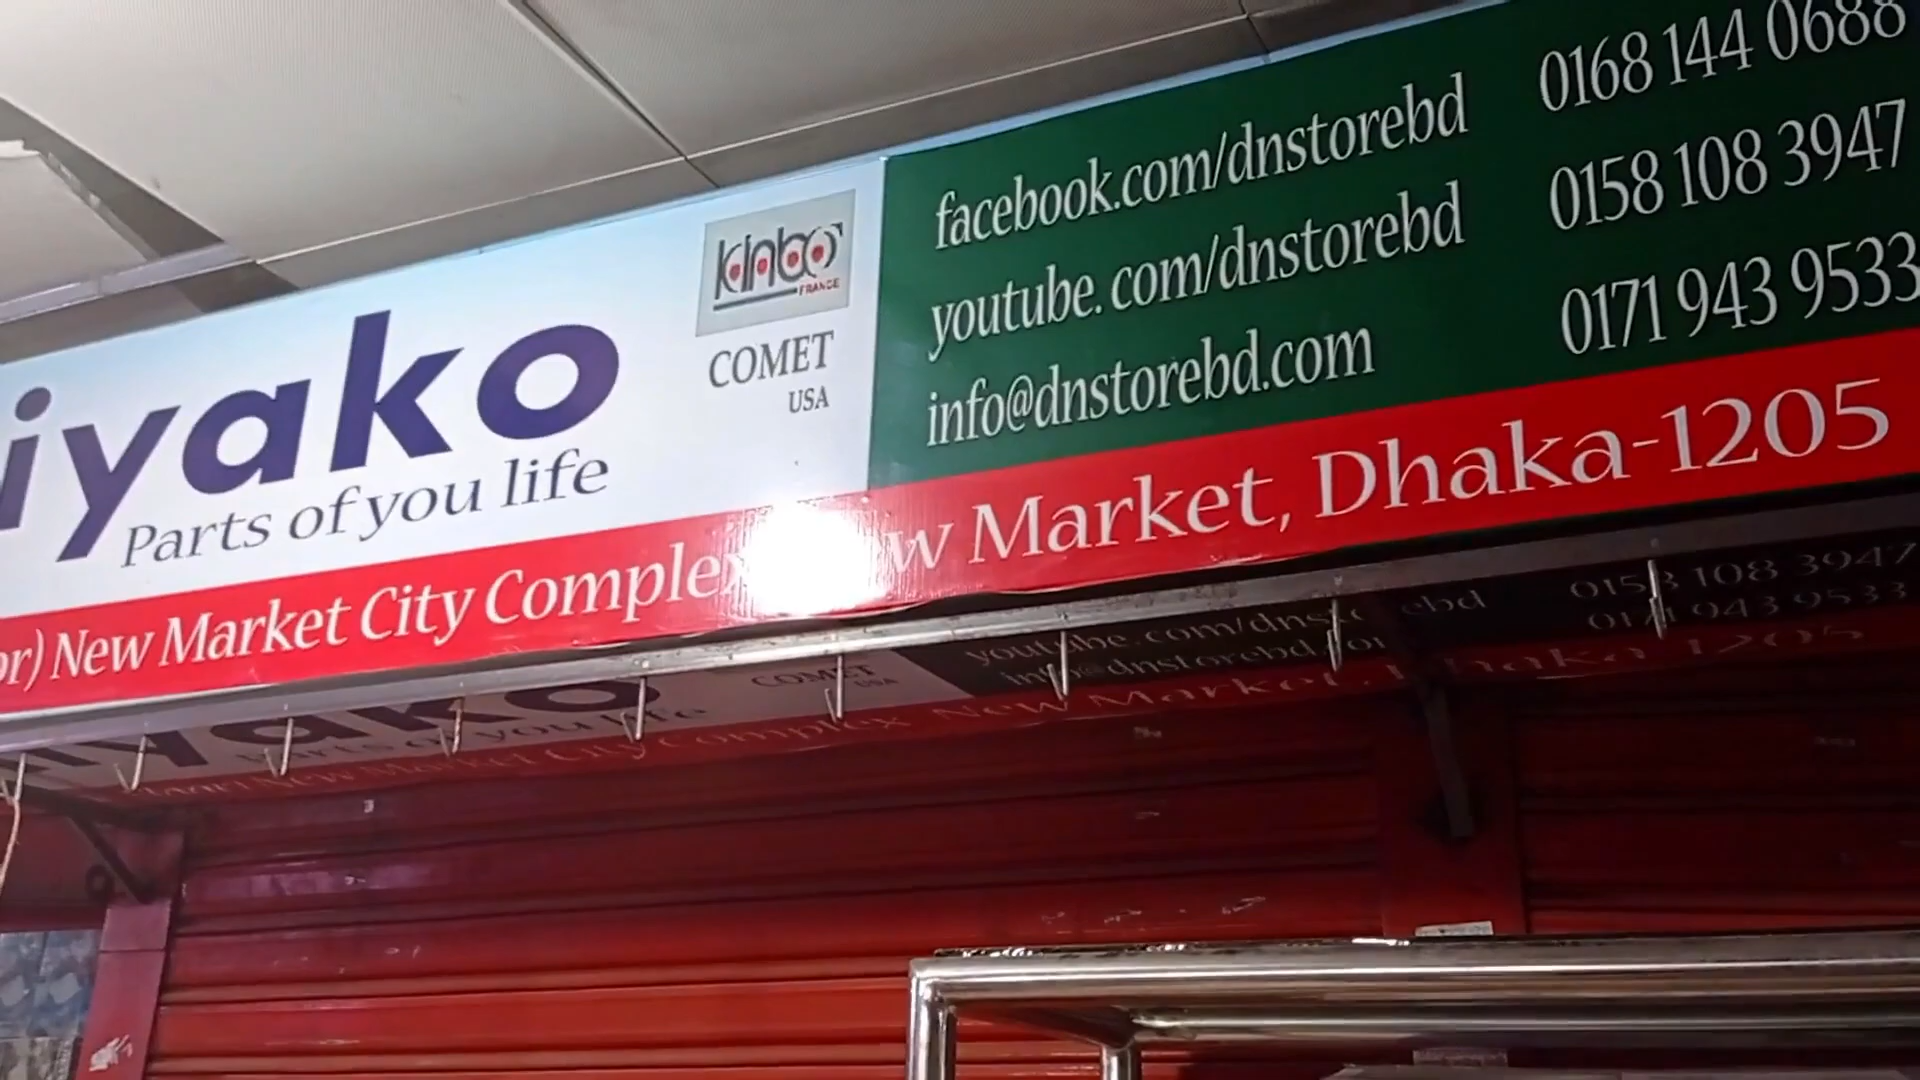 iyako
Parts of you life
kinbo
FRANCE
COMET
USA
facebook.com/dnstorebd
youtube. com/dnstorebd
info@dnstorebd.com
0168 144 0688
0158 108 3947
0171 943 9533
or) New Market City Complex w Market, Dhaka-1205